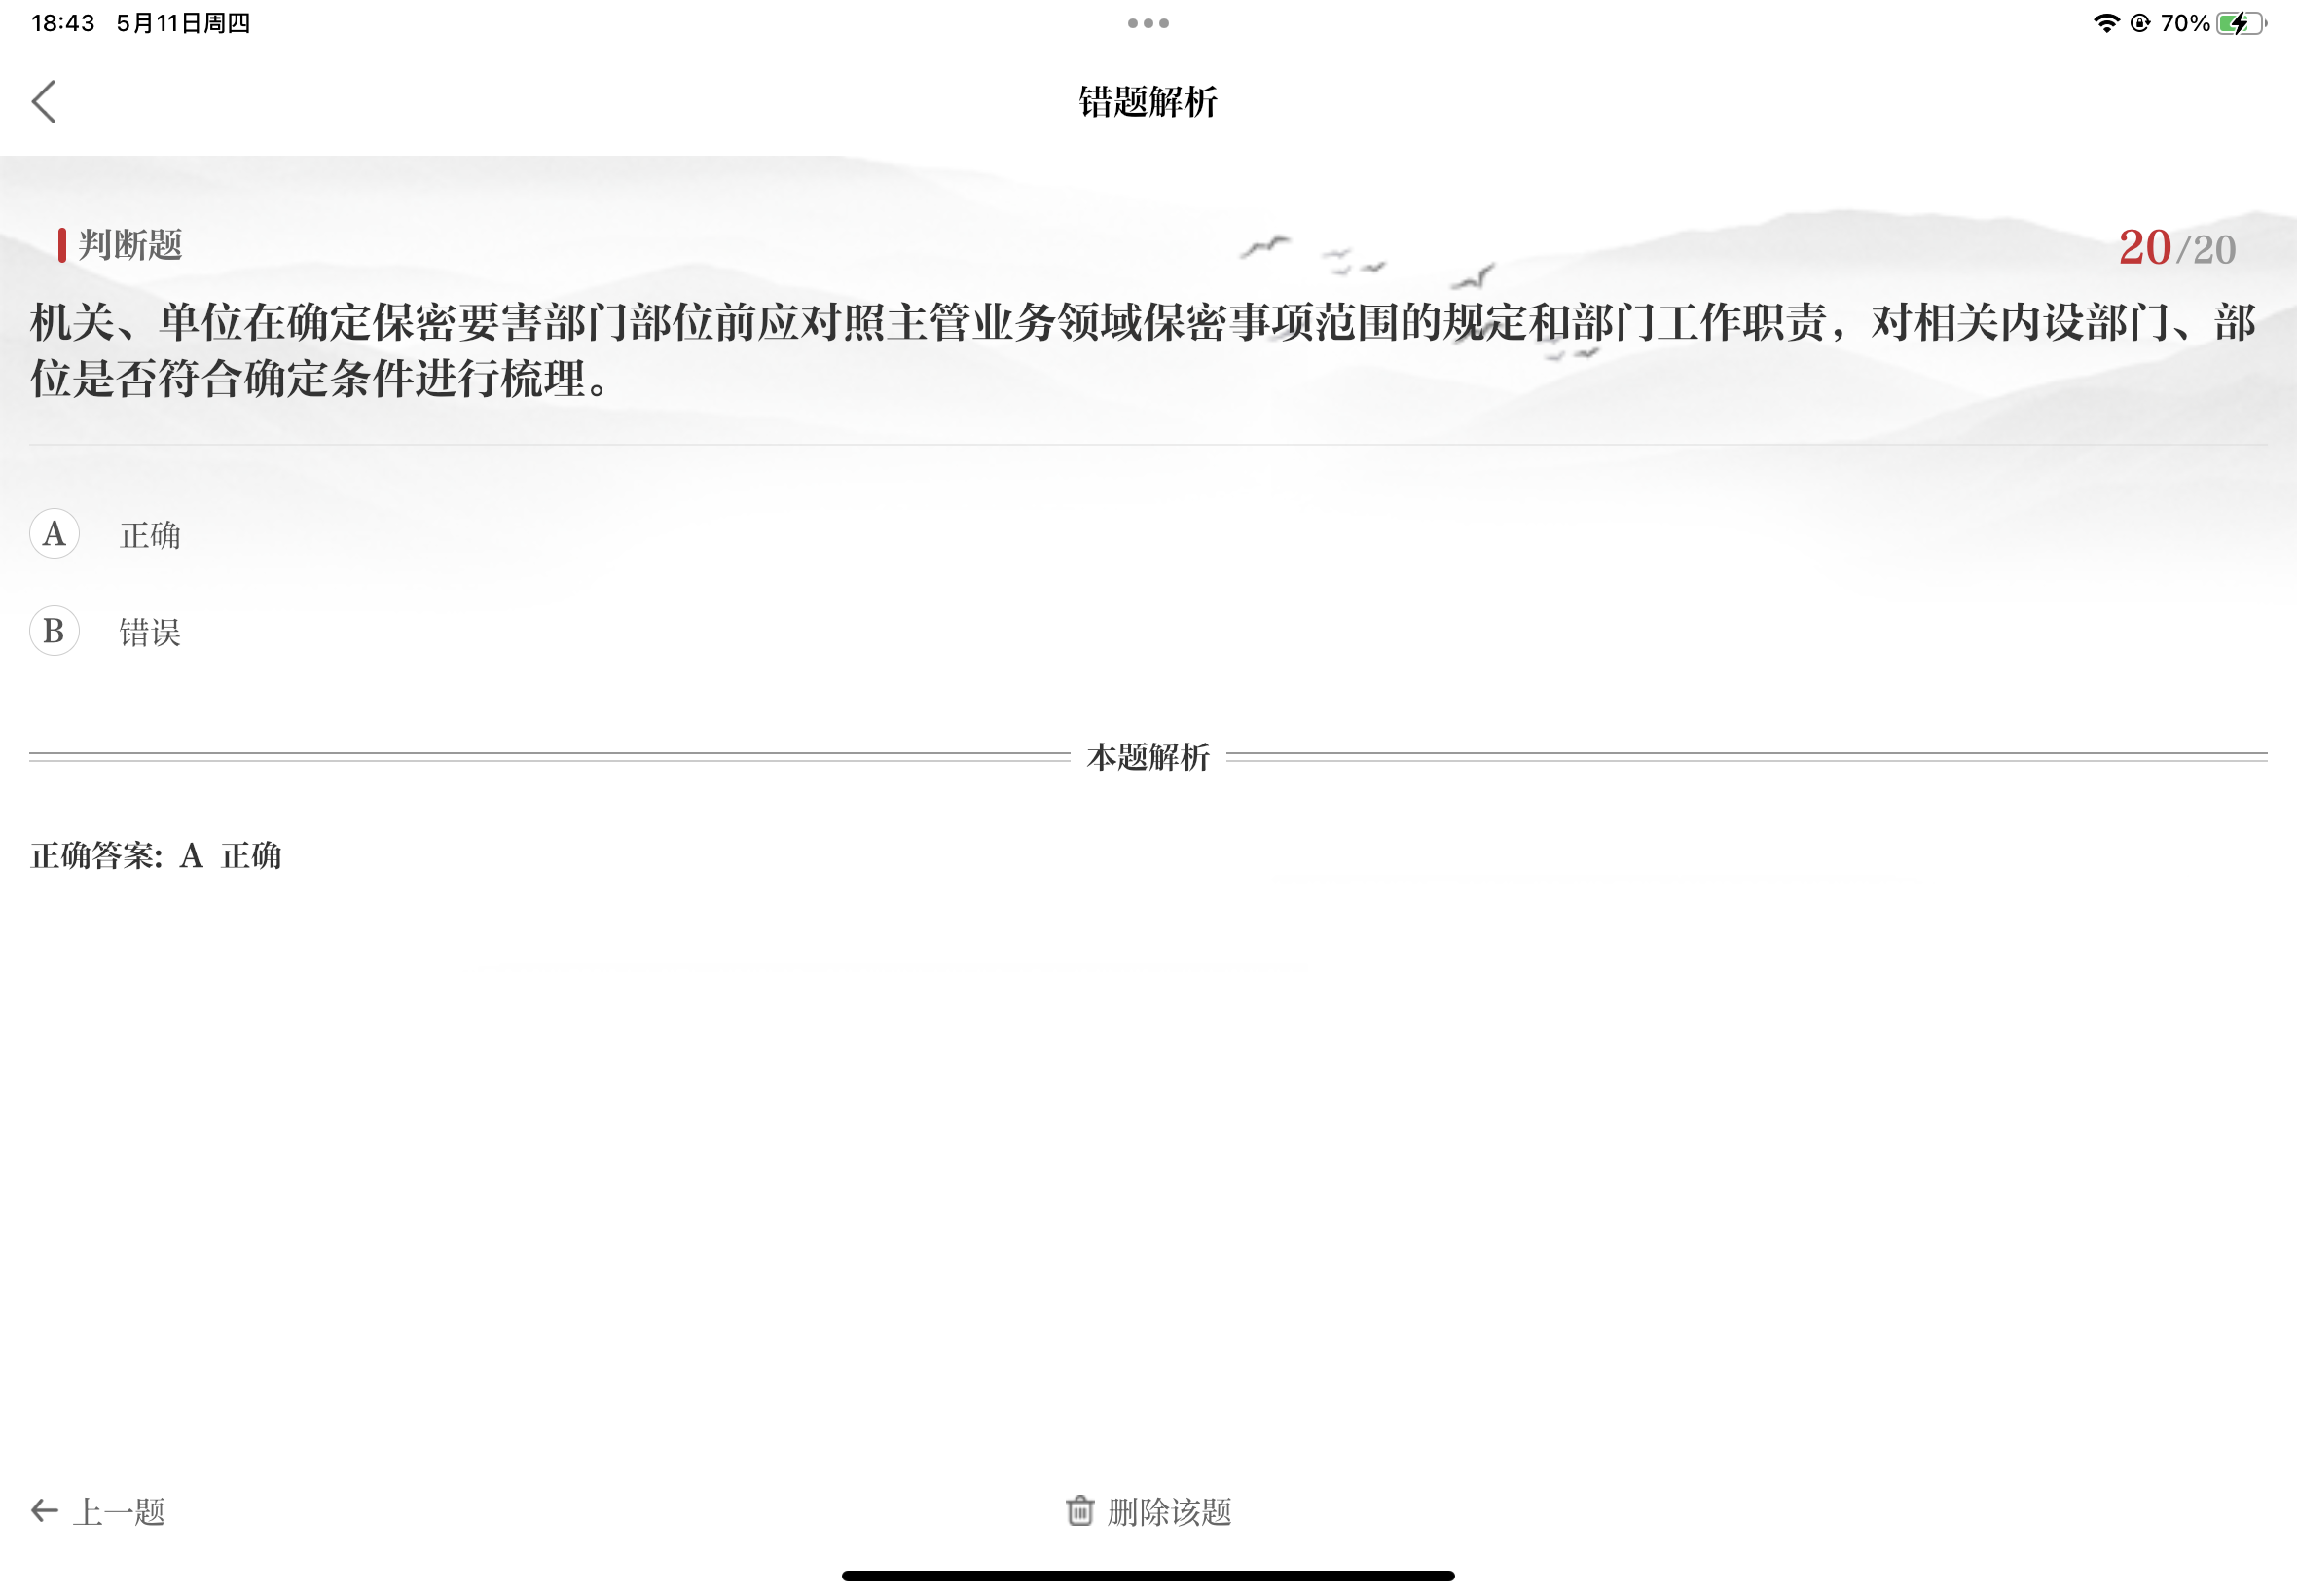 18:43 5月11日周四
70%
错题解析
判断题
20/20
机关、单位在确定保密要害部门部位前应对照主管业务领域保密事项范围的规定和部门工作职责，对相关内设部门、部
位是否符合确定条件进行梳理。
A 正确
B 错误
本题解析
正确答案: A 正确
上一题
删除该题